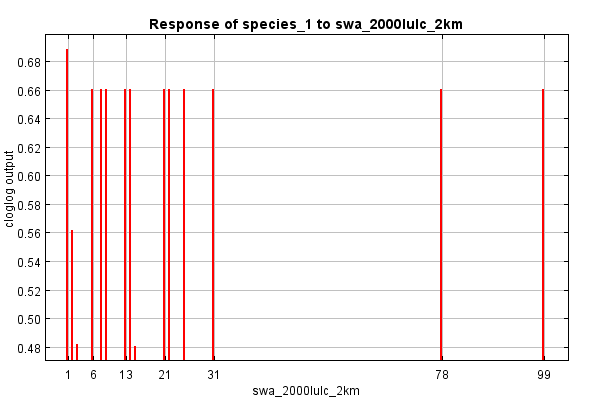 Response of species_1 to swa_2000lulc_2km
cloglog output
0.68
0.66
0.64
0.62
0.60
0.58
0.56
0.54
0.52
0.50
0.48
1 6 13 21 31 78 99
swa_2000lulc_2km